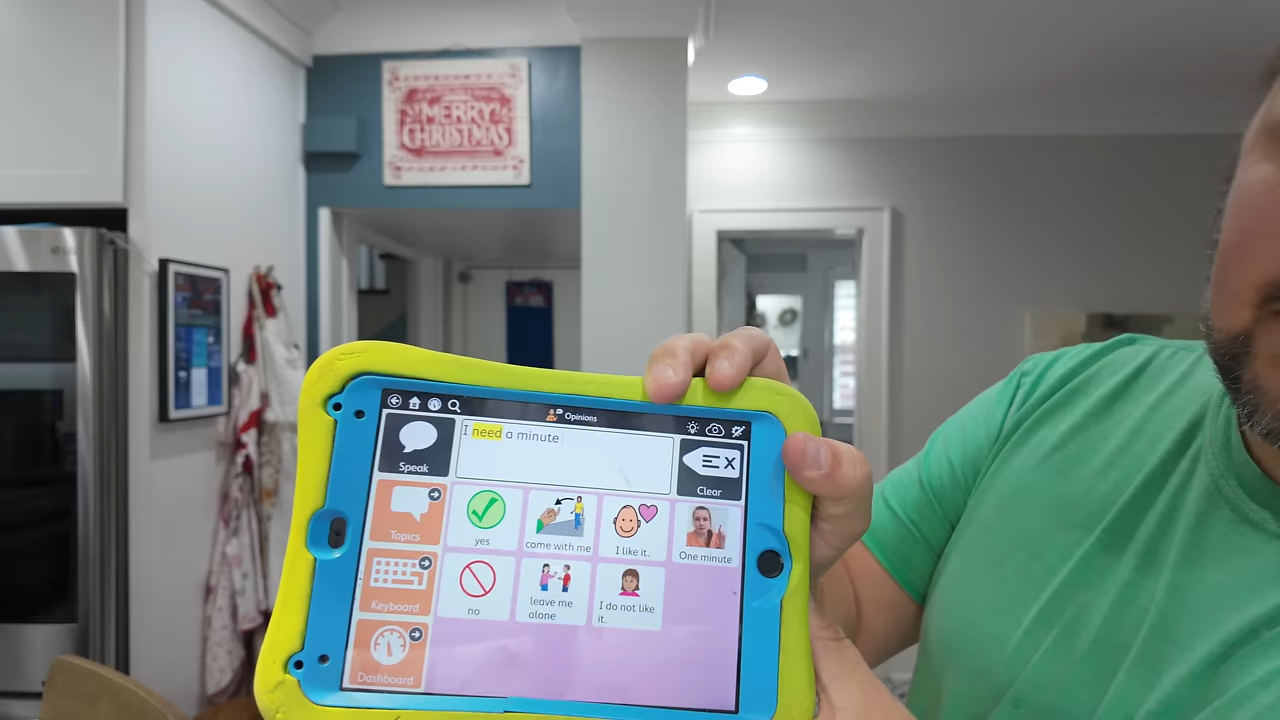 MERRY
CHRISTMAS
Opinions
I need a minute
Speak
Clear
Topics
yes
come with me
I like it.
One minute
Keyboard
no
leave me
alone
I do not like
it.
Dashboard